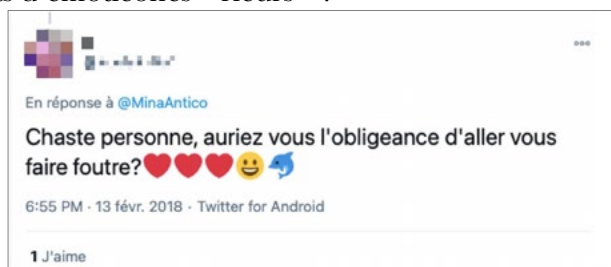 En réponse à @MinaAntico
Chaste personne, auriez vous l'obligeance d'aller vous
faire foutre?❤️❤️❤️😃🐬
6:55 PM · 13 févr. 2018 · Twitter for Android
1 J'aime